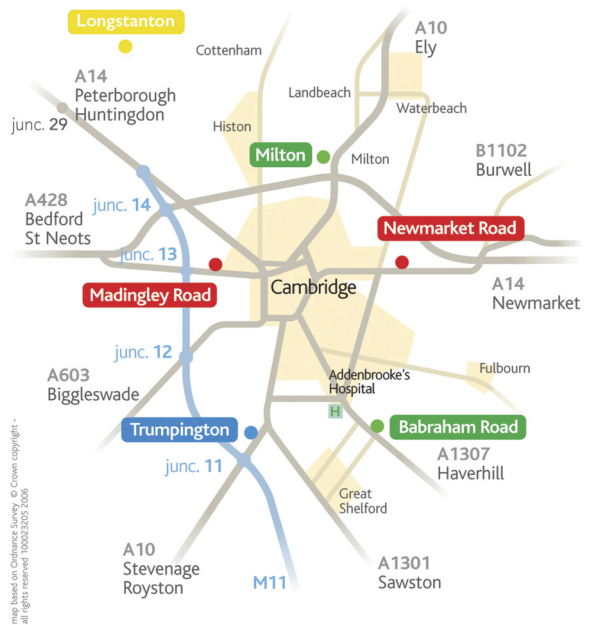 Longstanton
A10
Ely
Cottenham
A14
Peterborough
Huntingdon
junc. 29
Landbeach
Waterbeach
Histon
Milton
Milton
B1102
Burwell
A428
Bedford
St Neots
junc. 14
Newmarket Road
junc. 13
Madingley Road
Cambridge
A14
Newmarket
junc. 12
A603
Biggleswade
Addenbrooke's
Hospital
Fulbourn
H
Trumpington
Babraham Road
junc. 11
A1307
Haverhill
Great
Shelford
A10
Stevenage
Royston
M11
A1301
Sawston
map based on Ordnance Survey © Crown copyright -
all rights reserved 100023205 2006